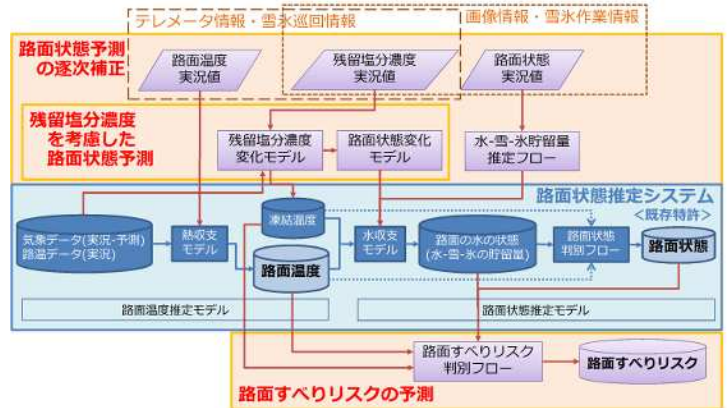 テレメータ情報・雪氷巡回情報
画像情報・雪氷作業情報
路面状態予測
の逐次補正
路面温度
実況値
残留塩分濃度
実況値
路面状態
実況値
残留塩分濃度
を考慮した
路面状態予測
残留塩分濃度
変化モデル
路面状態変化
モデル
水-雪-氷貯留量
推定フロー
路面状態推定システム
<既存特許>
気象データ(実況-予測)
路温データ(実況)
熱収支
モデル
凍結温度
路面温度
水収支
モデル
路面の水の状態
(水-雪-氷の貯留量)
路面状態
判別フロー
路面状態
路面温度推定モデル
路面状態推定モデル
路面すべりリスク
判別フロー
路面すべりリスク
路面すべりリスクの予測